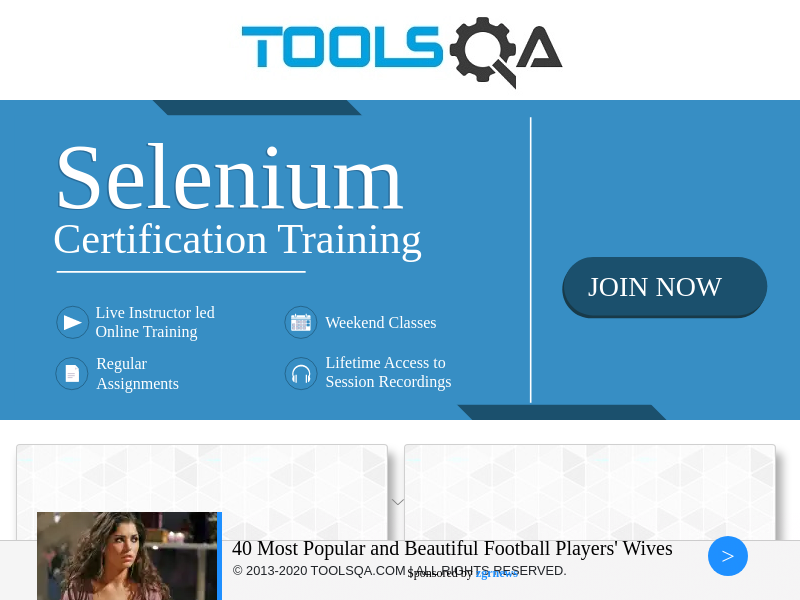 TOOLSQA
Selenium
Certification Training
JOIN NOW
Live Instructor led
Online Training
Weekend Classes
Regular
Assignments
Lifetime Access to
Session Recordings
40 Most Popular and Beautiful Football Players' Wives
>
© 2013-2020 TOOLSQA.COM | ALL RIGHTS RESERVED.
Sponsored by zgrnews